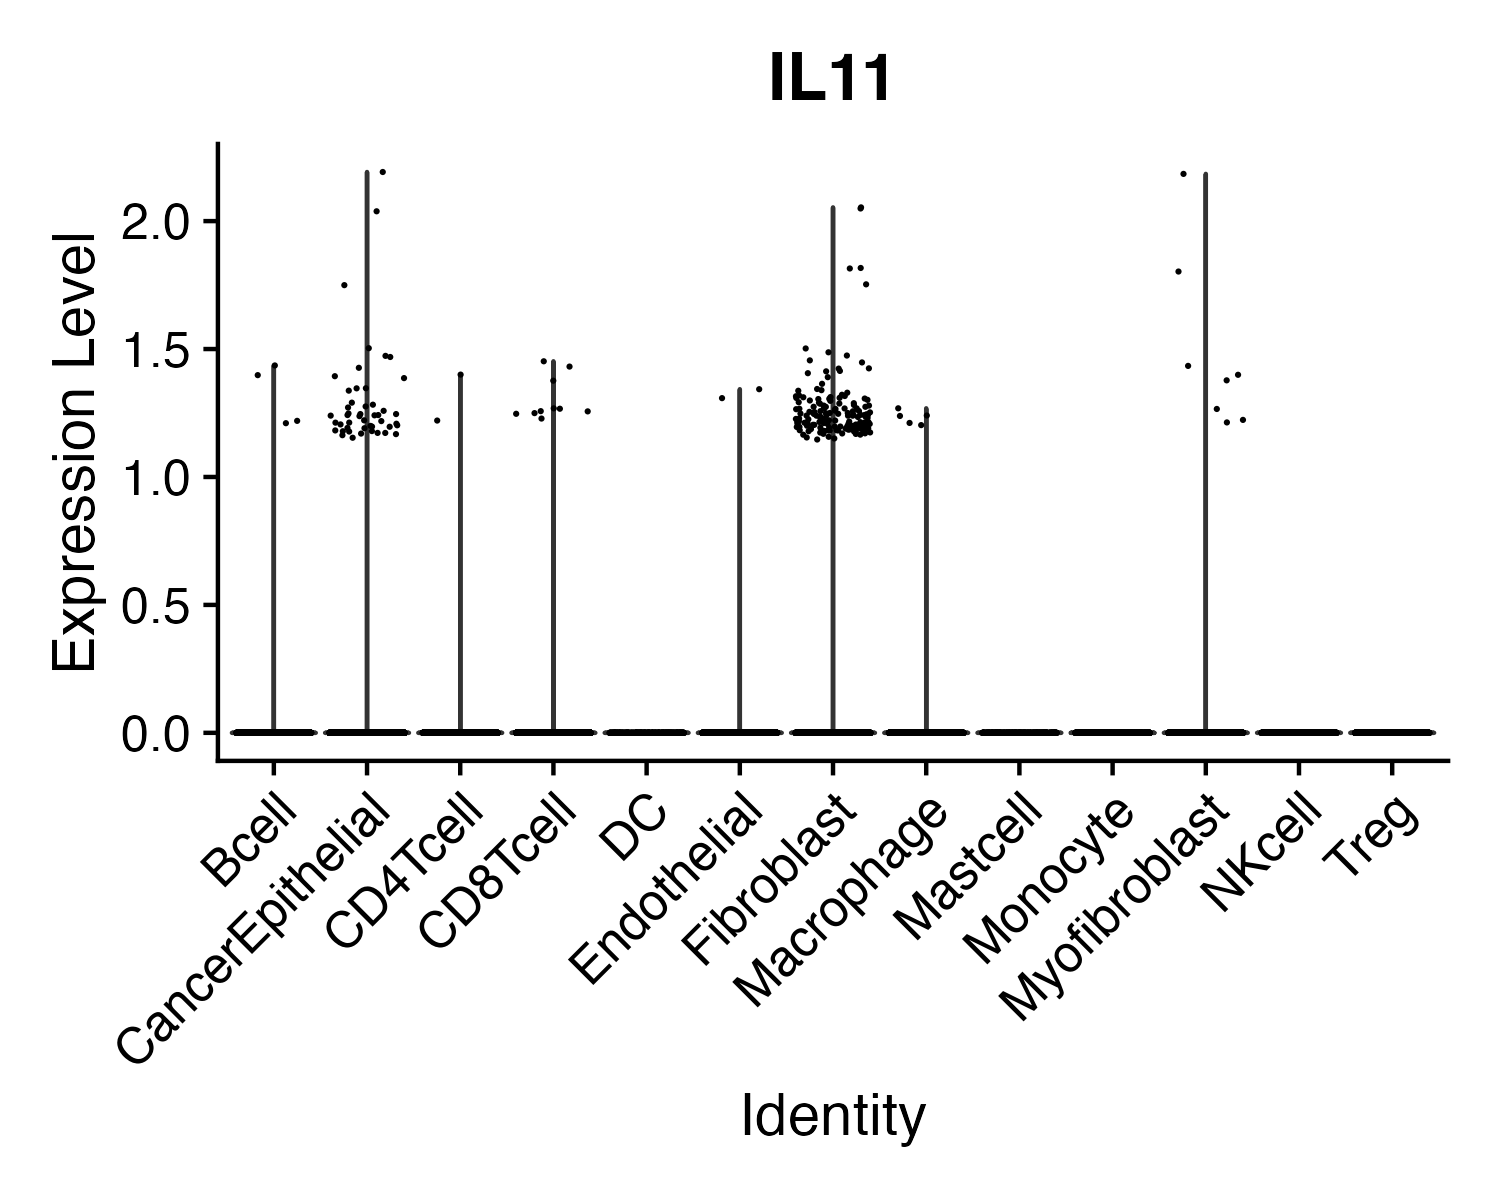 IL11
Expression Level
2.0
1.5
1.0
0.5
0.0
Bcell
CancerEpithelial
CD4Tcell
CD8Tcell
DC
Endothelial
Fibroblast
Macrophage
Mastcell
Monocyte
Myofibroblast
NKcell
Treg
Identity